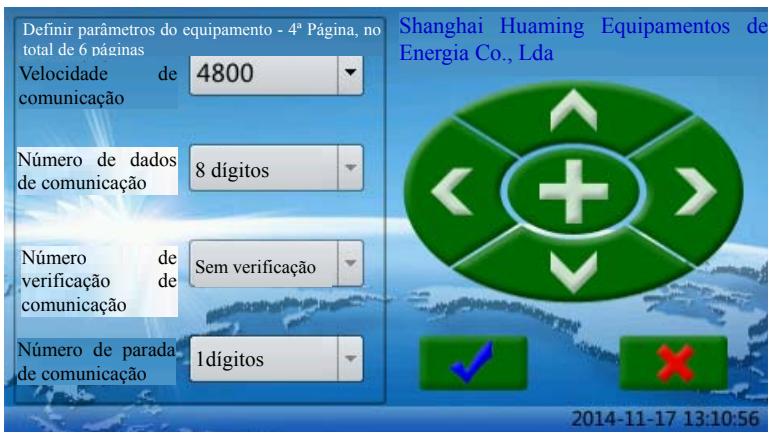 Definir parâmetros do equipamento - 4ª Página, no
total de 6 páginas
Velocidade de
comunicação
4800
Número de dados
de comunicação
8 dígitos
Número de
verificação de
comunicação
Sem verificação
Número de parada
de comunicação
1dígitos
Shanghai Huaming Equipamentos de
Energia Co., Lda
2014-11-17 13:10:56